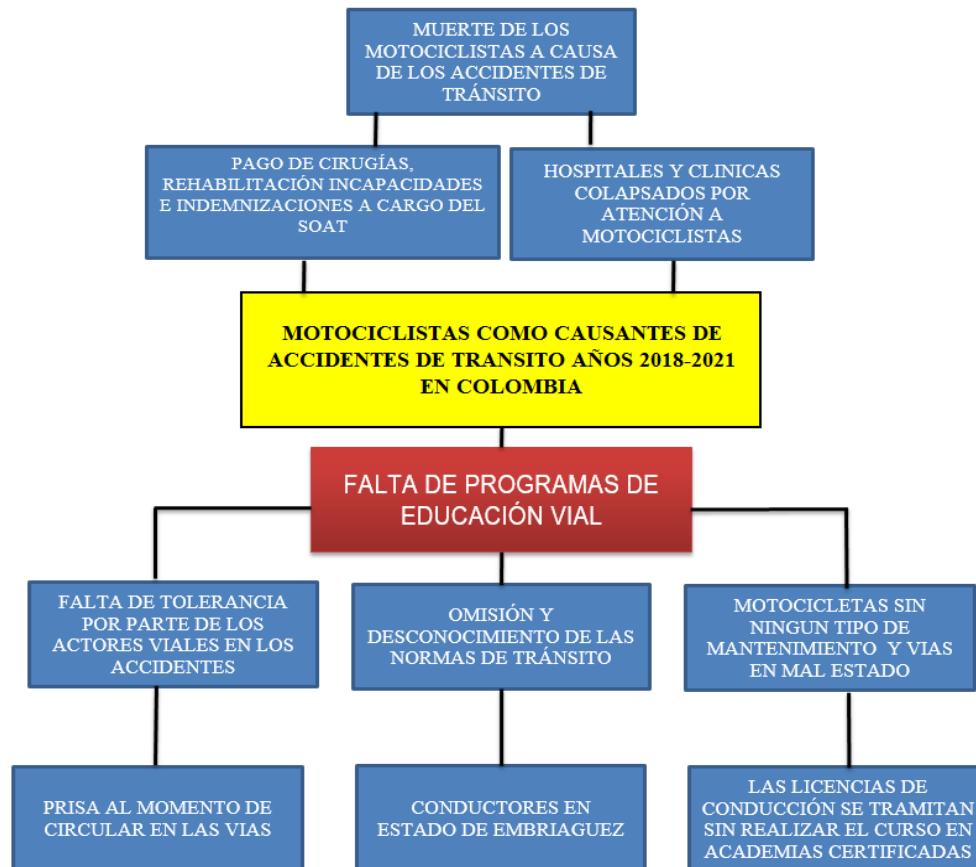 MUERTE DE LOS
MOTOCICLISTAS A CAUSA
DE LOS ACCIDENTES DE
TRÁNSITO
PAGO DE CIRUGÍAS,
REHABILITACIÓN INCAPACIDADES
E INDEMNIZACIONES A CARGO DEL
SOAT
HOSPITALES Y CLINICAS
COLAPSADOS POR
ATENCIÓN A
MOTOCICLISTAS
MOTOCICLISTAS COMO CAUSANTES DE
ACCIDENTES DE TRANSITO AÑOS 2018-2021
EN COLOMBIA
FALTA DE PROGRAMAS DE
EDUCACIÓN VIAL
FALTA DE TOLERANCIA
POR PARTE DE LOS
ACTORES VIALES EN LOS
ACCIDENTES
OMISIÓN Y
DESCONOCIMIENTO DE LAS
NORMAS DE TRÁNSITO
MOTOCICLETAS SIN
NINGUN TIPO DE
MANTENIMIENTO Y VIAS
EN MAL ESTADO
PRISA AL MOMENTO DE
CIRCULAR EN LAS VIAS
CONDUCTORES EN
ESTADO DE EMBRIAGUEZ
LAS LICENCIAS DE
CONDUCCIÓN SE TRAMITAN
SIN REALIZAR EL CURSO EN
ACADEMIAS CERTIFICADAS